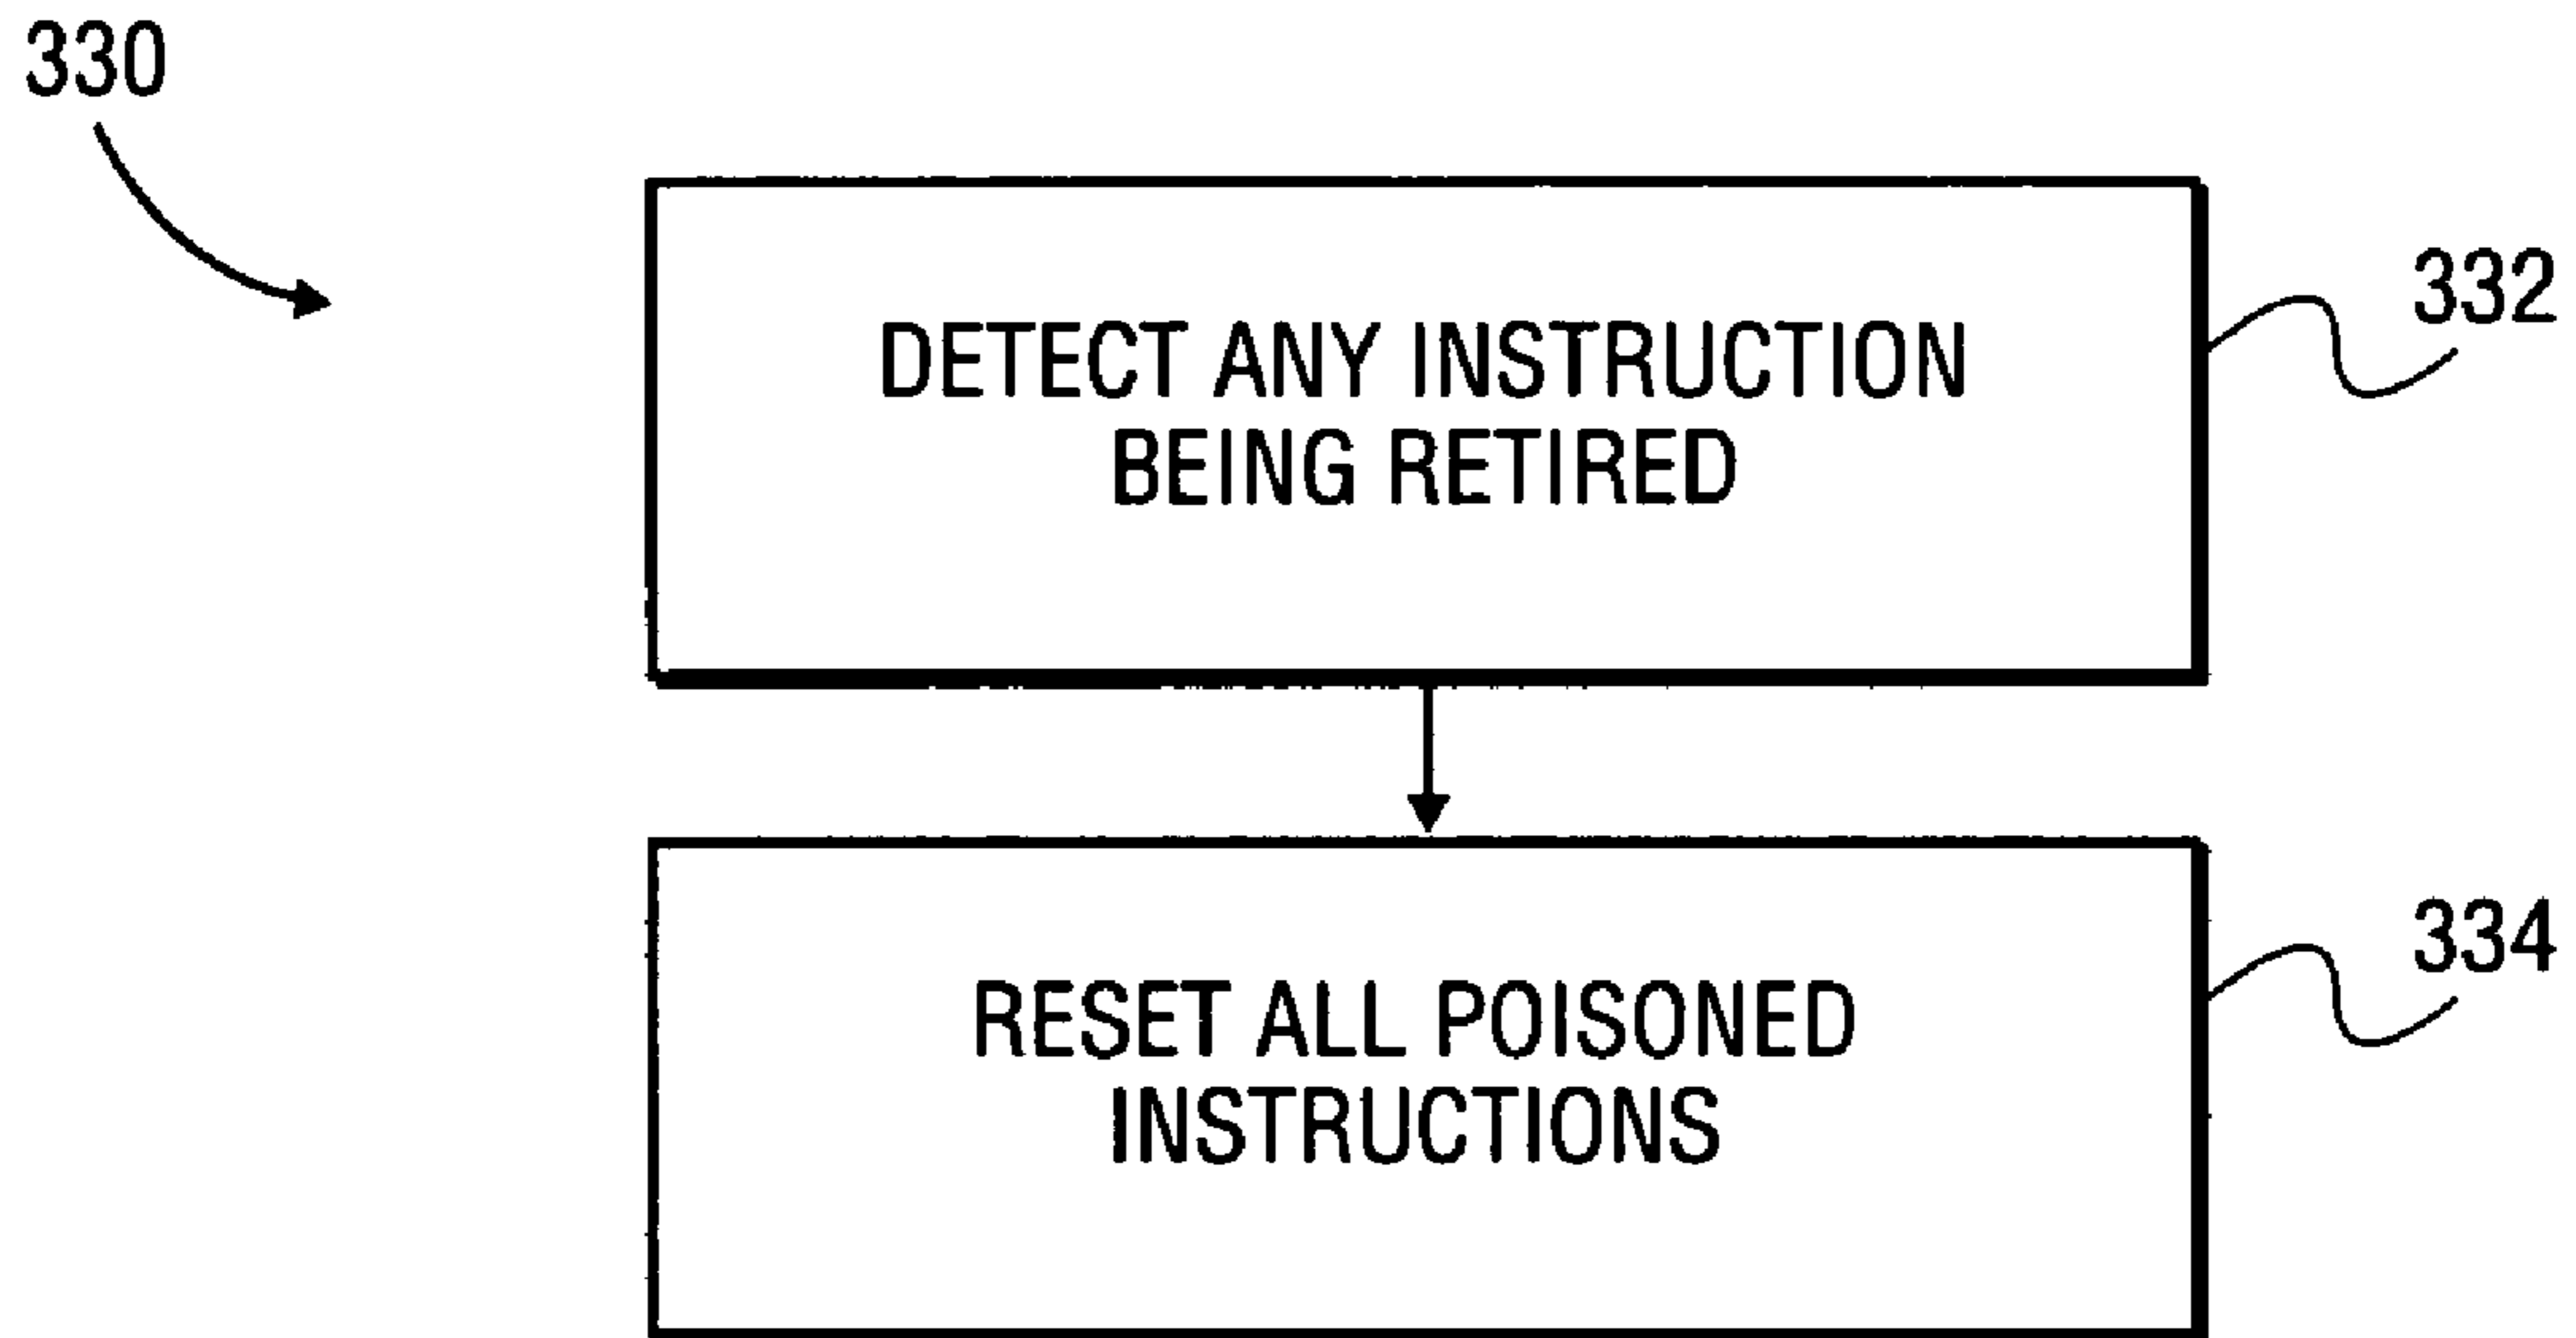 330
DETECT ANY INSTRUCTION
BEING RETIRED
332
RESET ALL POISONED
INSTRUCTIONS
334